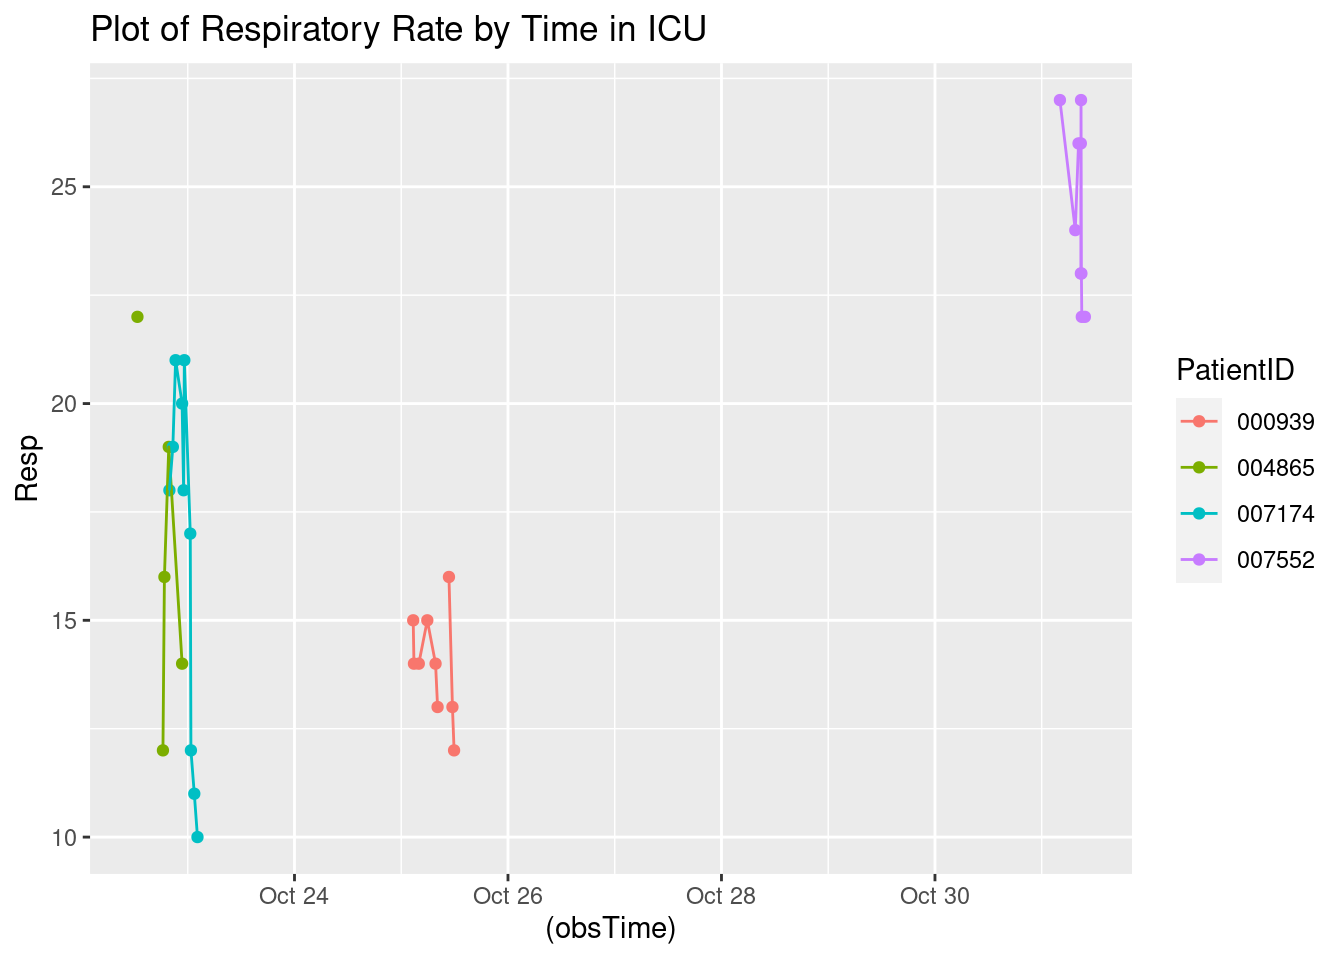 Plot of Respiratory Rate by Time in ICU
25
20
15
10
Resp
Oct 24 Oct 26 Oct 28 Oct 30
(obsTime)
PatientID
000939
004865
007174
007552